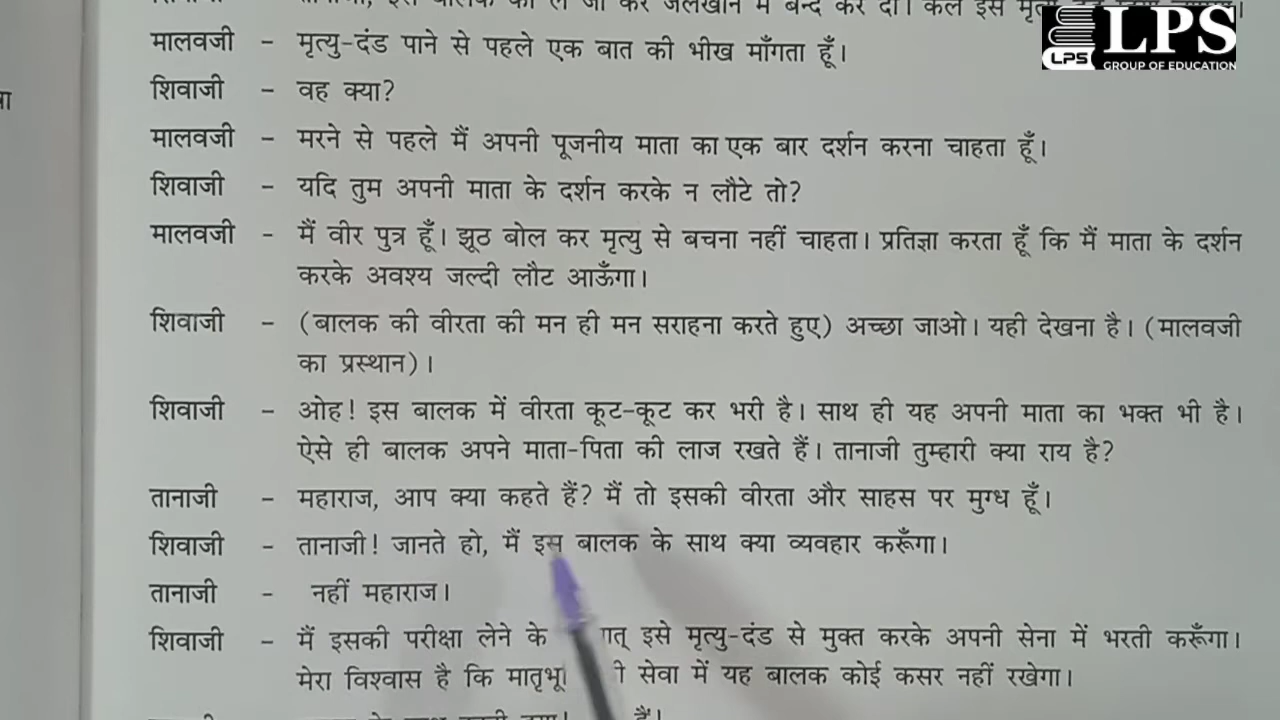 LPS
LPS
GROUP OF EDUCATION
मालवजी – मृत्यु-दंड पाने से पहले एक बात की भीख माँगता हूँ।
शिवाजी – वह क्या?
मालवजी – मरने से पहले मैं अपनी पूजनीय माता का एक बार दर्शन करना चाहता हूँ।
शिवाजी – यदि तुम अपनी माता के दर्शन करके न लौटे तो?
मालवजी – मैं वीर पुत्र हूँ। झूठ बोल कर मृत्यु से बचना नहीं चाहता। प्रतिज्ञा करता हूँ कि मैं माता के दर्शन
करके अवश्य जल्दी लौट आऊँगा।
शिवाजी – (बालक की वीरता की मन ही मन सराहना करते हुए) अच्छा जाओ। यही देखना है। (मालवजी
का प्रस्थान)।
शिवाजी – ओह! इस बालक में वीरता कूट-कूट कर भरी है। साथ ही यह अपनी माता का भक्त भी है।
ऐसे ही बालक अपने माता-पिता की लाज रखते हैं। तानाजी तुम्हारी क्या राय है?
तानाजी – महाराज, आप क्या कहते हैं? मैं तो इसकी वीरता और साहस पर मुग्ध हूँ।
शिवाजी – तानाजी! जानते हो, मैं इस बालक के साथ क्या व्यवहार करूँगा।
तानाजी – नहीं महाराज।
शिवाजी – मैं इसकी परीक्षा लेने के इसे मृत्यु-दंड से मुक्त करके अपनी सेना में भरती करूँगा।
मेरा विश्वास है कि सेवा में यह बालक कोई कसर नहीं रखेगा।